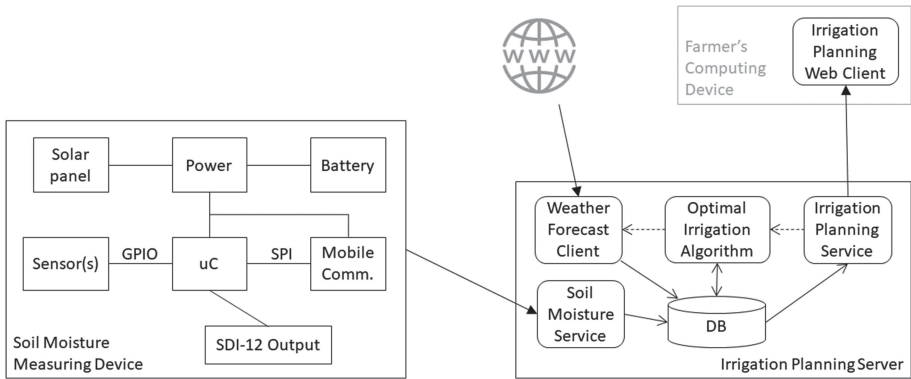 WWW
Farmer's
Computing
Device
Irrigation
Planning
Web Client
Solar
panel
Power
Battery
Sensor(s)
GPIO
uC
SPI
Mobile
Comm.
SDI-12 Output
Soil Moisture
Measuring Device
Weather
Forecast
Client
Optimal
Irrigation
Algorithm
Irrigation
Planning
Service
Soil
Moisture
Service
DB
Irrigation Planning Server